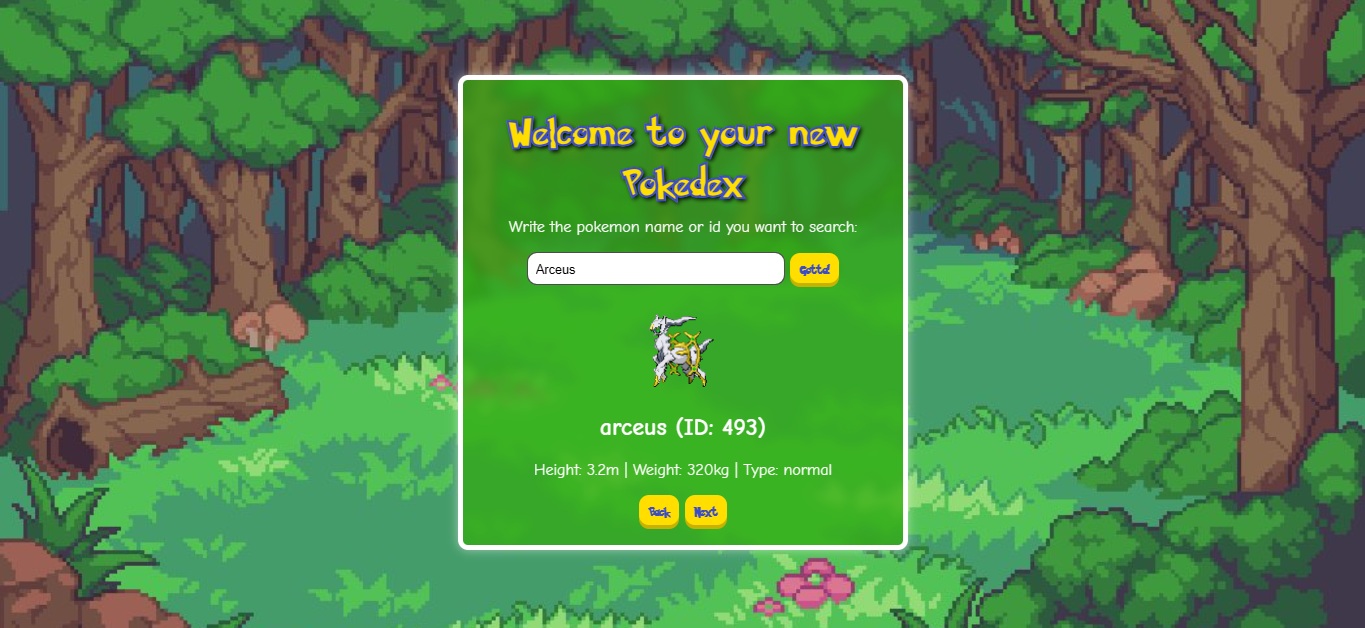 Welcome to your new
Pokedex
Write the pokemon name or id you want to search:
Arceus Gotta!
arceus (ID: 493)
Height: 3.2m | Weight: 320kg | Type: normal
Back Next